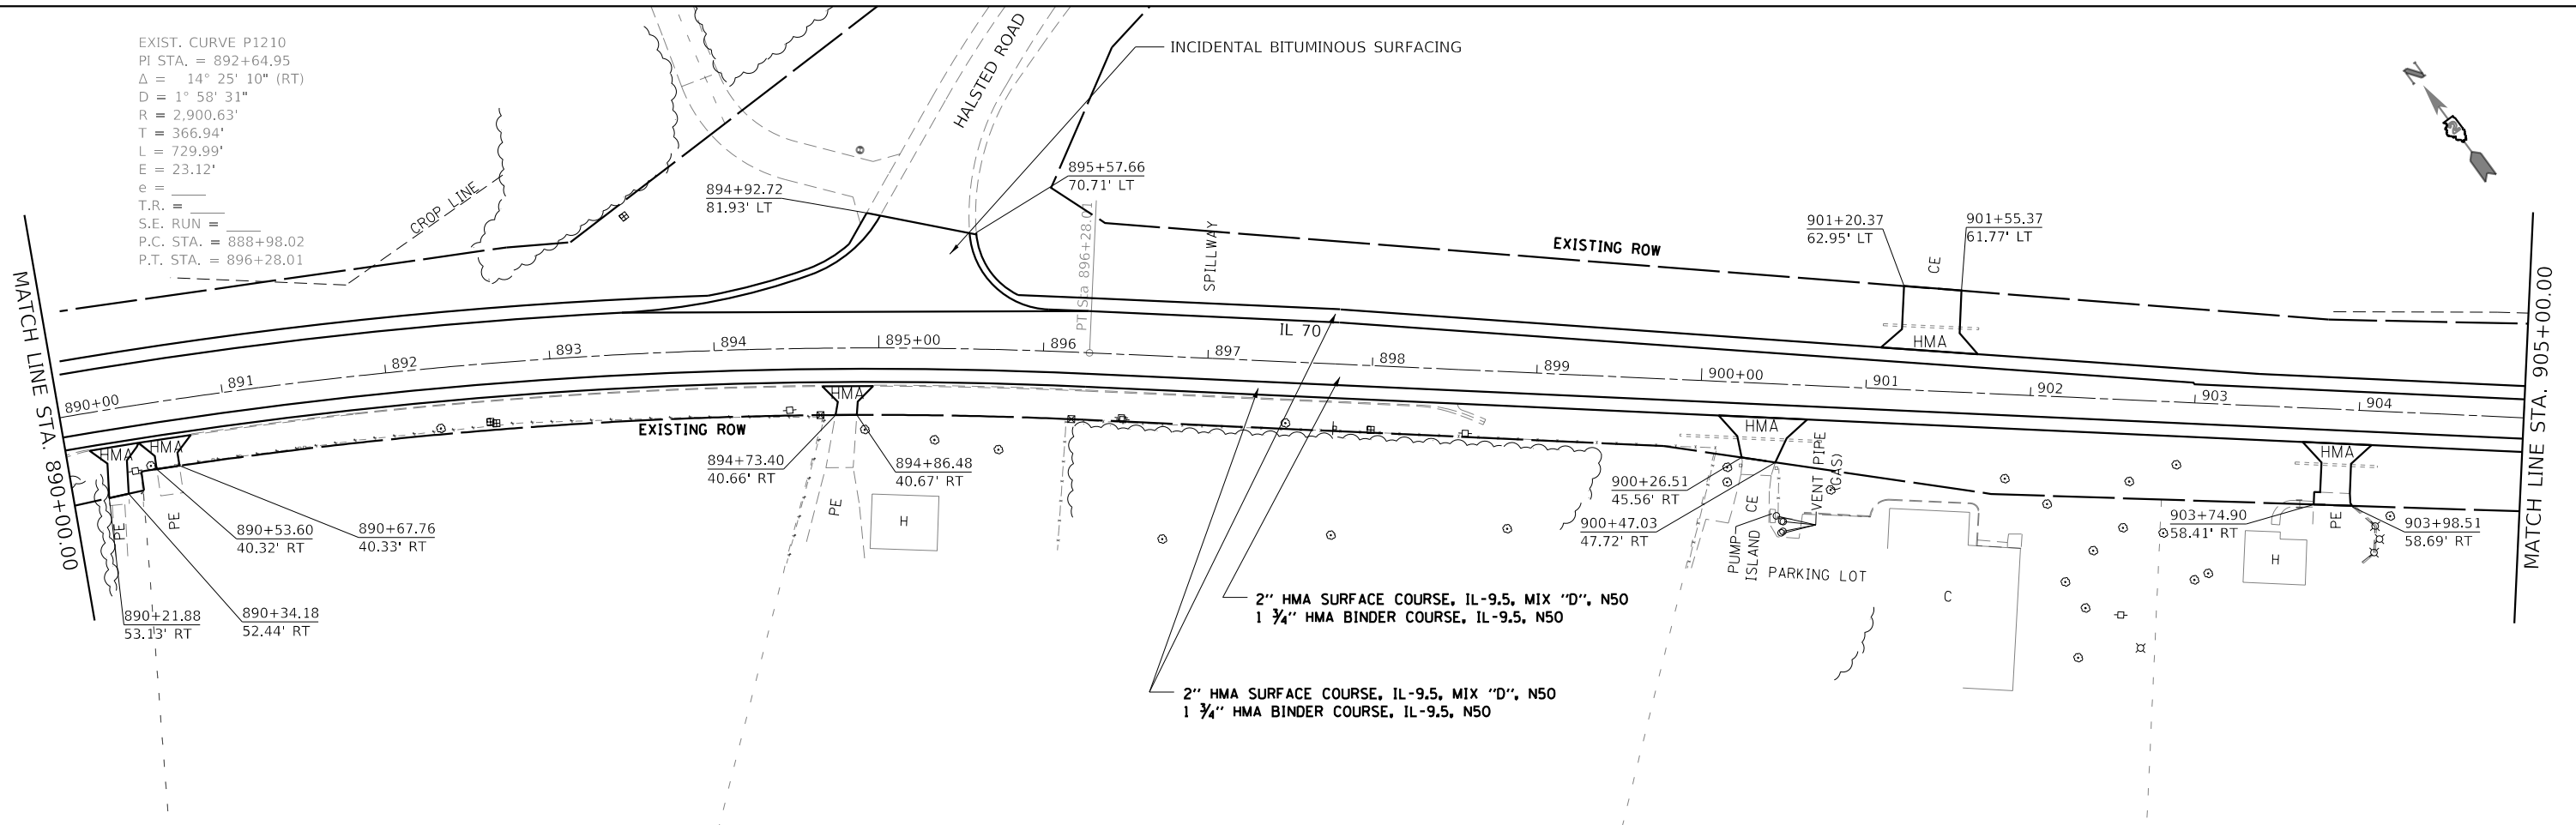 EXIST. CURVE P1210
PI STA. = 892+64.95
Δ = 14° 25' 10" (RT)
D = 1° 58' 31"
R = 2,900.63'
T = 366.94'
L = 729.99'
E = 23.12'
e = ____
T.R. = ____
S.E. RUN = ____
P.C. STA. = 888+98.02
P.T. STA. = 896+28.01
CROP LINE
HALSTED ROAD
INCIDENTAL BITUMINOUS SURFACING
N
894+92.72
81.93' LT
895+57.66
70.71' LT
PT Sta 896+28.01
SPILLWAY
EXISTING ROW
901+20.37
62.95' LT
CE
901+55.37
61.77' LT
HMA
IL 70
MATCH LINE STA. 890+00.00
MATCH LINE STA. 905+00.00
890+00
891
892
893
894
895+00
896
897
898
899
900+00
901
902
903
904
HMA
HMA
HMA
HMA
HMA
EXISTING ROW
PE
PE
PE
890+53.60
40.32' RT
890+67.76
40.33' RT
890+21.88
53.13' RT
890+34.18
52.44' RT
894+73.40
40.66' RT
894+86.48
40.67' RT
H
900+26.51
45.56' RT
900+47.03
47.72' RT
CE
VENT PIPE
(GAS)
PUMP
ISLAND
PARKING LOT
C
903+74.90
58.41' RT
PE
903+98.51
58.69' RT
H
2" HMA SURFACE COURSE, IL-9.5, MIX "D", N50
1 3/4" HMA BINDER COURSE, IL-9.5, N50
2" HMA SURFACE COURSE, IL-9.5, MIX "D", N50
1 3/4" HMA BINDER COURSE, IL-9.5, N50